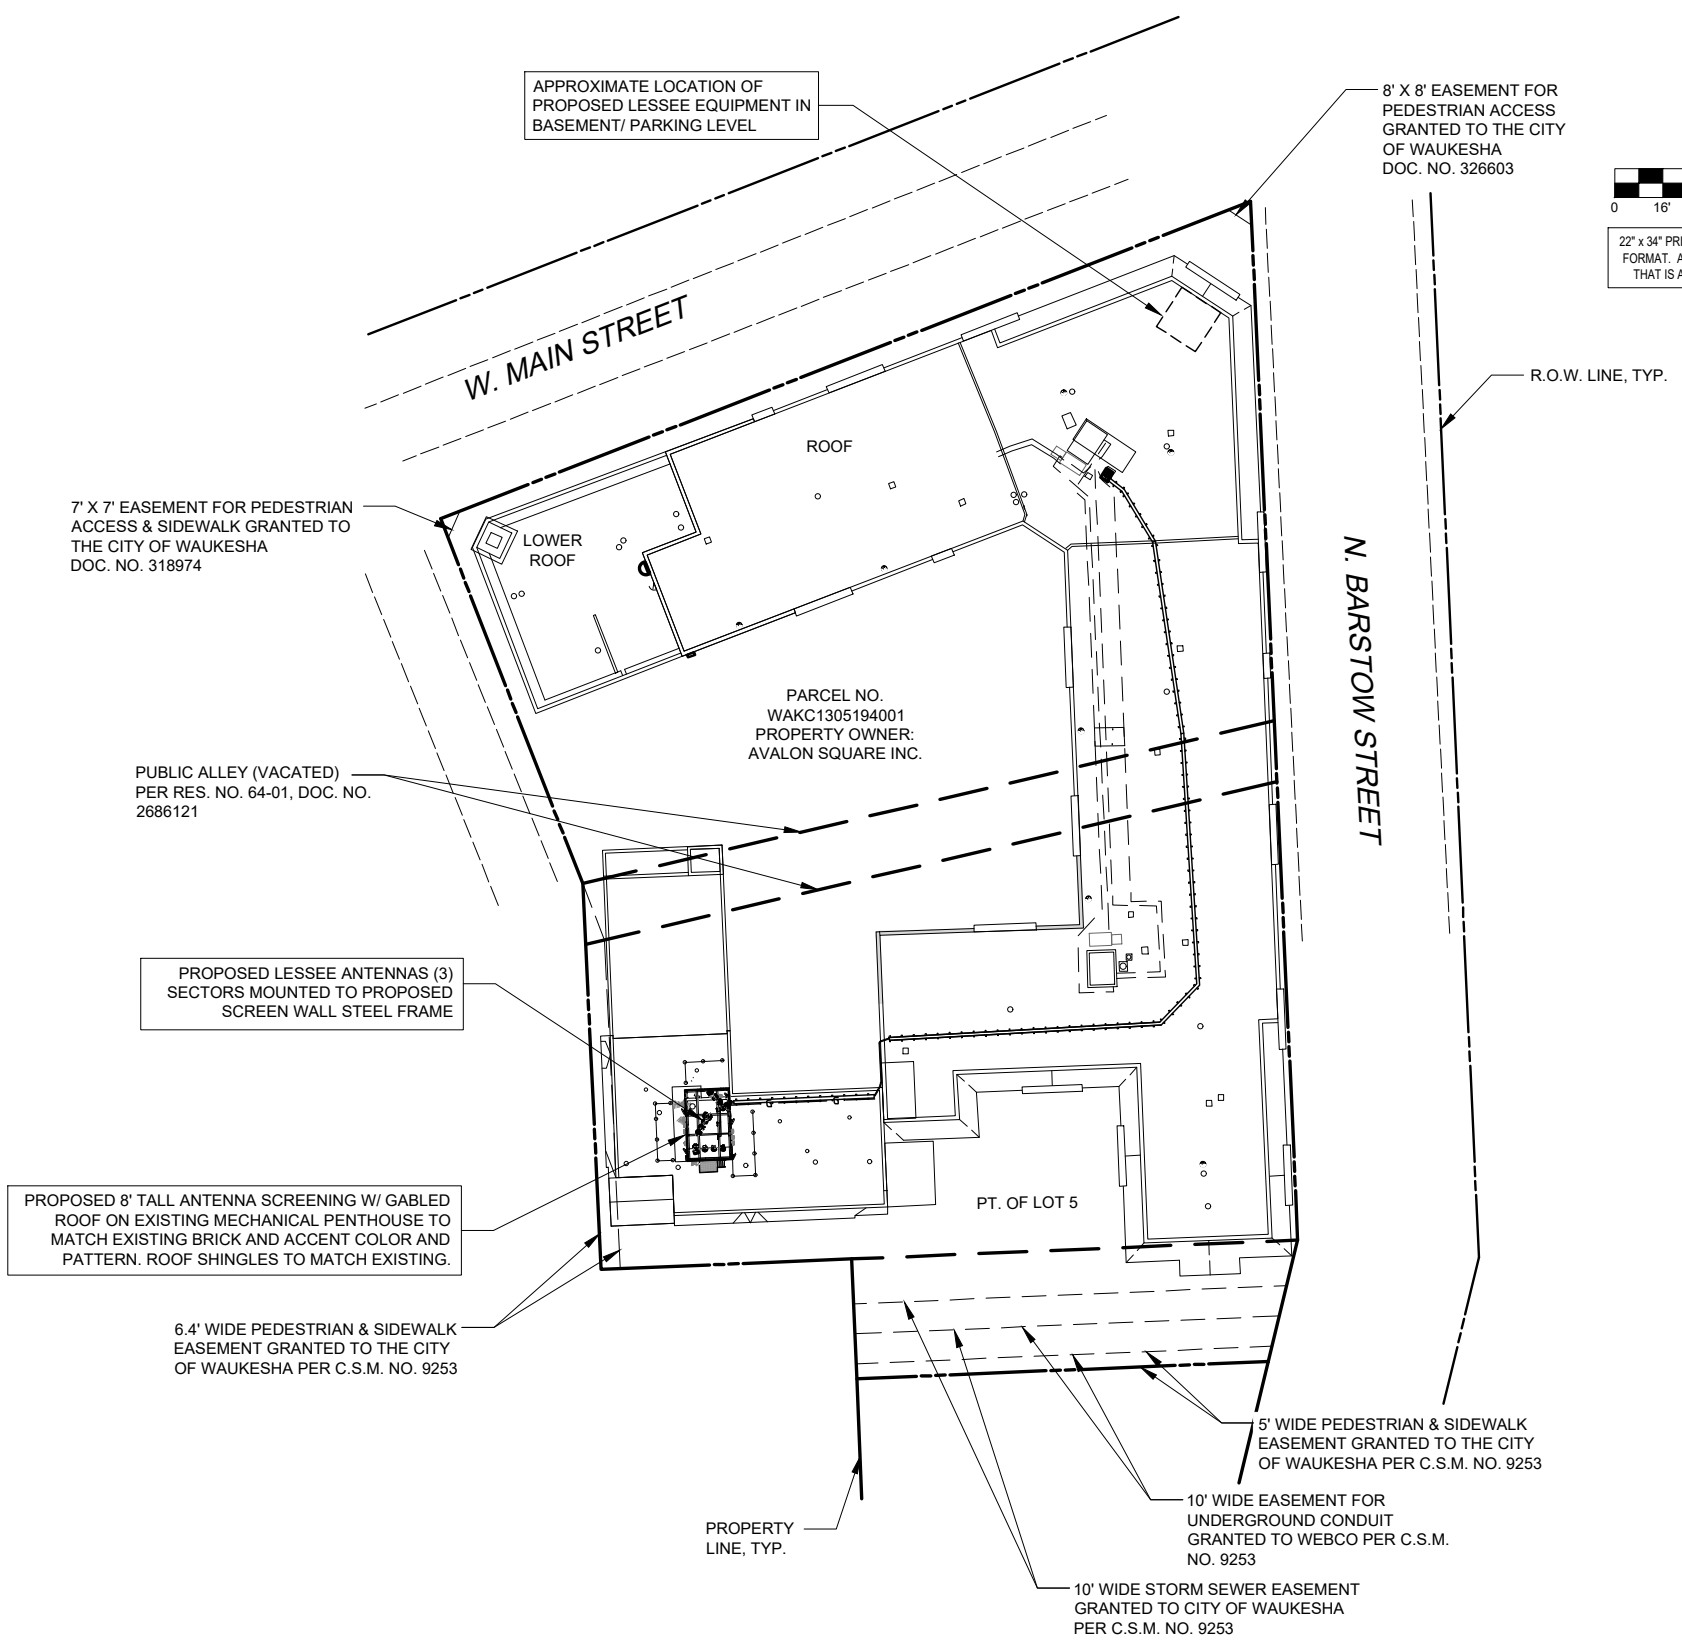 APPROXIMATE LOCATION OF
PROPOSED LESSEE EQUIPMENT IN
BASEMENT/ PARKING LEVEL
8' X 8' EASEMENT FOR
PEDESTRIAN ACCESS
GRANTED TO THE CITY
OF WAUKESHA
DOC. NO. 326603
0 16'
22" x 34" PRI
FORMAT. A
THAT IS A
W. MAIN STREET
R.O.W. LINE, TYP.
ROOF
7' X 7' EASEMENT FOR PEDESTRIAN
ACCESS & SIDEWALK GRANTED TO
THE CITY OF WAUKESHA
DOC. NO. 318974
LOWER
ROOF
N. BARSTOW STREET
PARCEL NO.
WAKC1305194001
PROPERTY OWNER:
AVALON SQUARE INC.
PUBLIC ALLEY (VACATED)
PER RES. NO. 64-01, DOC. NO.
2686121
PROPOSED LESSEE ANTENNAS (3)
SECTORS MOUNTED TO PROPOSED
SCREEN WALL STEEL FRAME
PROPOSED 8' TALL ANTENNA SCREENING W/ GABLED
ROOF ON EXISTING MECHANICAL PENTHOUSE TO
MATCH EXISTING BRICK AND ACCENT COLOR AND
PATTERN. ROOF SHINGLES TO MATCH EXISTING.
PT. OF LOT 5
6.4' WIDE PEDESTRIAN & SIDEWALK
EASEMENT GRANTED TO THE CITY
OF WAUKESHA PER C.S.M. NO. 9253
5' WIDE PEDESTRIAN & SIDEWALK
EASEMENT GRANTED TO THE CITY
OF WAUKESHA PER C.S.M. NO. 9253
10' WIDE EASEMENT FOR
UNDERGROUND CONDUIT
GRANTED TO WEBCO PER C.S.M.
NO. 9253
PROPERTY
LINE, TYP.
10' WIDE STORM SEWER EASEMENT
GRANTED TO CITY OF WAUKESHA
PER C.S.M. NO. 9253